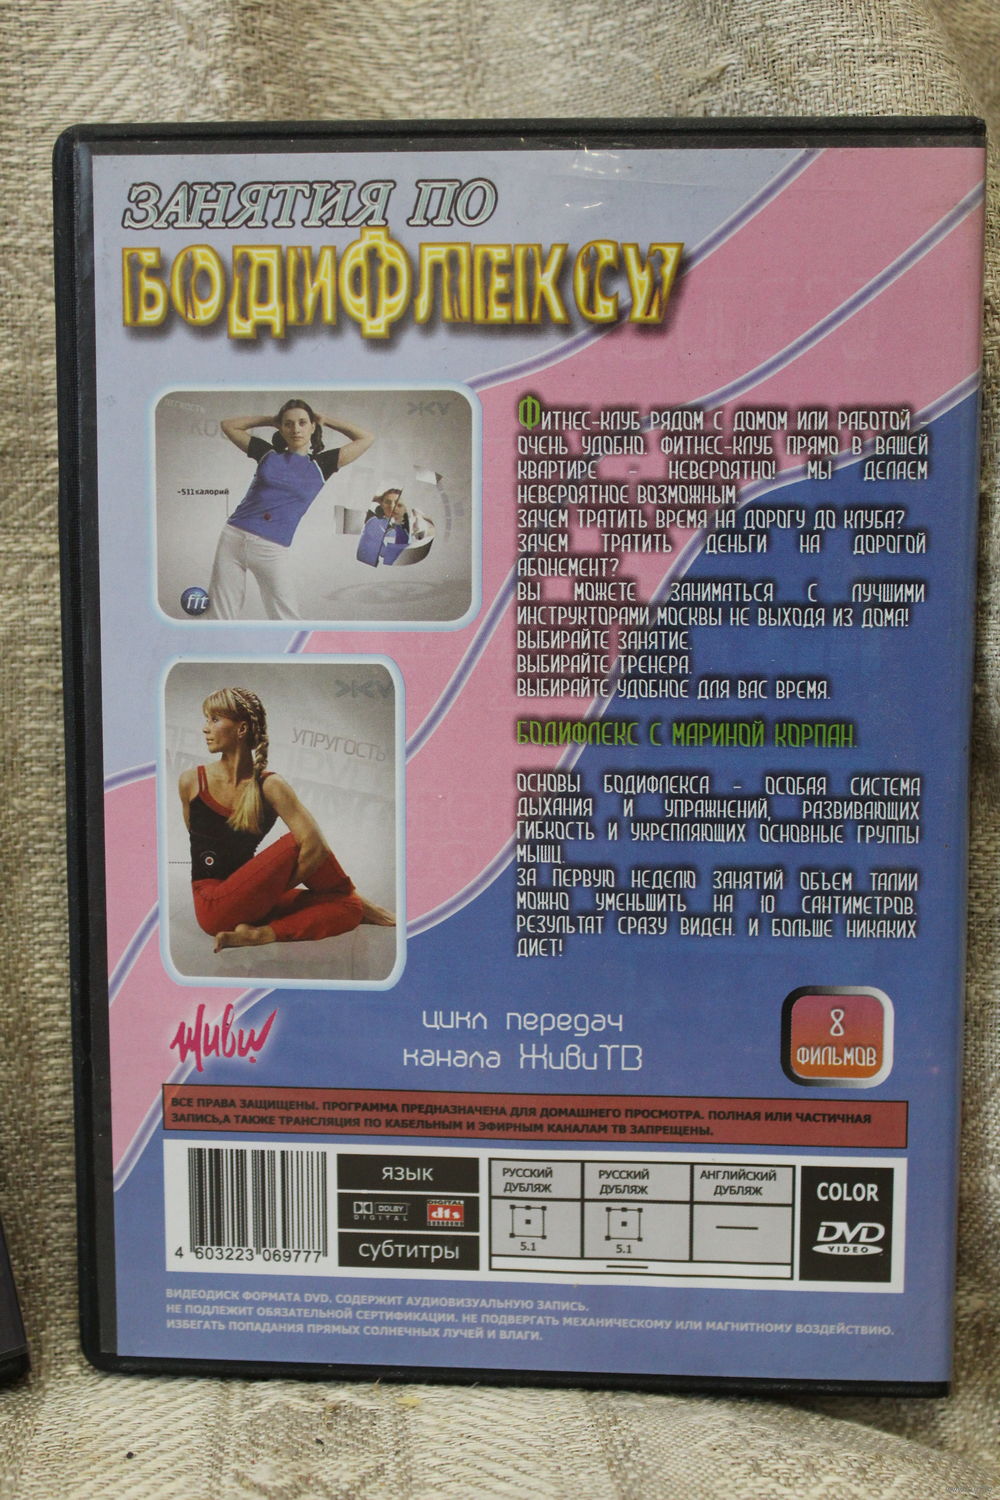 ЗАНЯТИЯ ПО
БОДИФЛЕКСУ
-511калорий
fit
УПРУГОСТЬ
ФИТНЕС-КЛУБ РЯДОМ С ДОМОМ ИЛИ РАБОТОЙ -
ОЧЕНЬ УДОБНО. ФИТНЕС-КЛУБ ПРЯМО В ВАШЕЙ
КВАРТИРЕ - НЕВЕРОЯТНО! МЫ ДЕЛАЕМ
НЕВЕРОЯТНОЕ ВОЗМОЖНЫМ.
ЗАЧЕМ ТРАТИТЬ ВРЕМЯ НА ДОРОГУ ДО КЛУБА?
ЗАЧЕМ ТРАТИТЬ ДЕНЬГИ НА ДОРОГОЙ
АБОНЕМЕНТ?
ВЫ МОЖЕТЕ ЗАНИМАТЬСЯ С ЛУЧШИМИ
ИНСТРУКТОРАМИ МОСКВЫ НЕ ВЫХОДЯ ИЗ ДОМА!
ВЫБИРАЙТЕ ЗАНЯТИЕ.
ВЫБИРАЙТЕ ТРЕНЕРА.
ВЫБИРАЙТЕ УДОБНОЕ ДЛЯ ВАС ВРЕМЯ.
БОДИФЛЕКС С МАРИНОЙ КОРПАН.
ОСНОВЫ БОДИФЛЕКСА - ОСОБАЯ СИСТЕМА
ДЫХАНИЯ И УПРАЖНЕНИЙ, РАЗВИВАЮЩИХ
ГИБКОСТЬ И УКРЕПЛЯЮЩИХ ОСНОВНЫЕ ГРУППЫ
МЫШЦ.
ЗА ПЕРВУЮ НЕДЕЛЮ ЗАНЯТИЙ ОБЪЕМ ТАЛИИ
МОЖНО УМЕНЬШИТЬ НА 10 САНТИМЕТРОВ.
РЕЗУЛЬТАТ СРАЗУ ВИДЕН. И БОЛЬШЕ НИКАКИХ
ДИЕТ!
живи!
цикл передач
канала ЖивиТВ
8
ФИЛЬМОВ
ВСЕ ПРАВА ЗАЩИЩЕНЫ. ПРОГРАММА ПРЕДНАЗНАЧЕНА ДЛЯ ДОМАШНЕГО ПРОСМОТРА. ПОЛНАЯ ИЛИ ЧАСТИЧНАЯ
ЗАПИСЬ,А ТАКЖЕ ТРАНСЛЯЦИЯ ПО КАБЕЛЬНЫМ И ЭФИРНЫМ КАНАЛАМ ТВ ЗАПРЕЩЕНЫ.
4 603223 069777
язык
DOLBY
DIGITAL
DIGITAL
dts
субтитры
РУССКИЙ
ДУБЛЯЖ
5.1
РУССКИЙ
ДУБЛЯЖ
5.1
АНГЛИЙСКИЙ
ДУБЛЯЖ
COLOR
DVD
VIDEO
ВИДЕОДИСК ФОРМАТА DVD. СОДЕРЖИТ АУДИОВИЗУАЛЬНУЮ ЗАПИСЬ.
НЕ ПОДЛЕЖИТ ОБЯЗАТЕЛЬНОЙ СЕРТИФИКАЦИИ. НЕ ПОДВЕРГАТЬ МЕХАНИЧЕСКОМУ ИЛИ МАГНИТНОМУ ВОЗДЕЙСТВИЮ.
ИЗБЕГАТЬ ПОПАДАНИЯ ПРЯМЫХ СОЛНЕЧНЫХ ЛУЧЕЙ И ВЛАГИ.